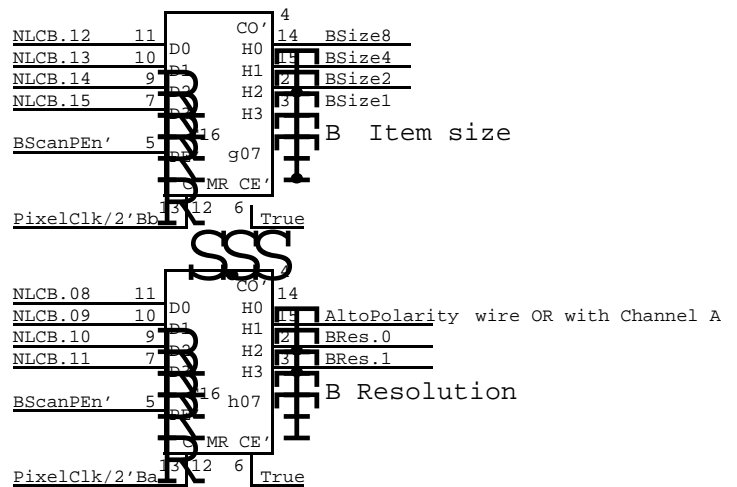 4
CO'
NLCB.12 11 D0 H0 14 BSize8
NLCB.13 10 D1 H1 15 BSize4
NLCB.14 9 D2 H2 2 BSize2
NLCB.15 7 D3 H3 3 BSize1
16 B Item size
BScanPEn' 5 g07
C MR CE'
PixelClk/2'Bb 13 12 6 True
SSS
4
CO'
NLCB.08 11 D0 H0 14
NLCB.09 10 D1 H1 15 AltoPolarity wire OR with Channel A
NLCB.10 9 D2 H2 2 BRes.0
NLCB.11 7 D3 H3 3 BRes.1
16 B Resolution
BScanPEn' 5 h07
C MR CE'
PixelClk/2'Ba 13 12 6 True